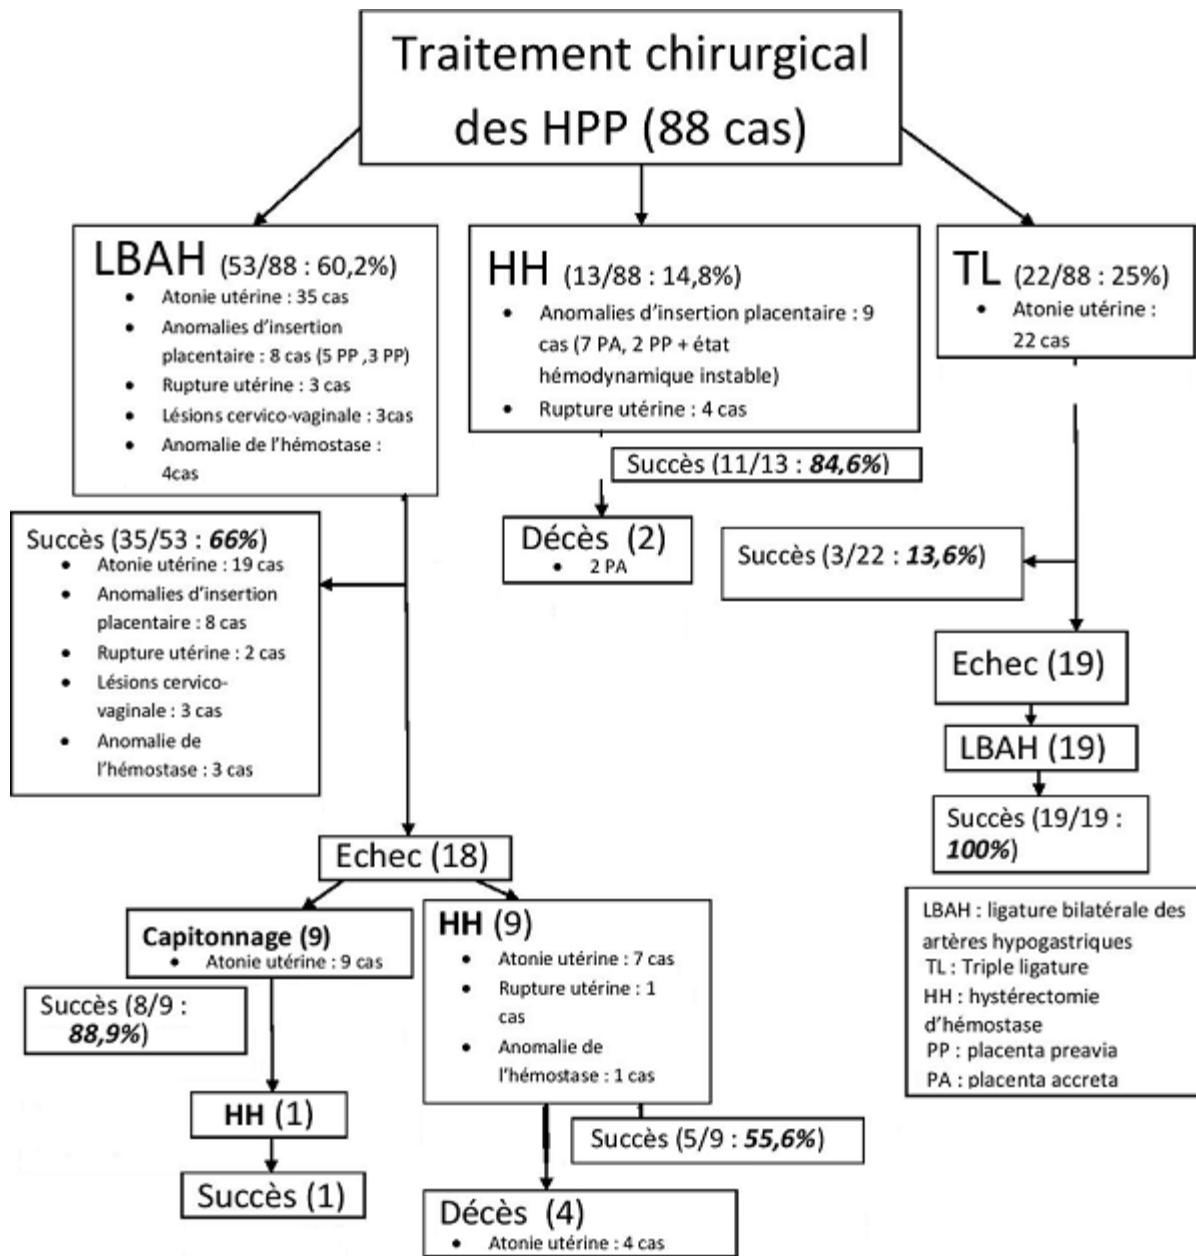 Traitement chirurgical
des HPP (88 cas)
LBAH (53/88 : 60,2%)
• Atonie utérine : 35 cas
• Anomalies d'insertion
placentaire : 8 cas (5 PP ,3 PP)
• Rupture utérine : 3 cas
• Lésions cervico-vaginale : 3cas
• Anomalie de l'hémostase :
4cas
HH (13/88 : 14,8%)
• Anomalies d'insertion placentaire : 9
cas (7 PA, 2 PP + état
hémodynamique instable)
• Rupture utérine : 4 cas
TL (22/88 : 25%)
• Atonie utérine :
22 cas
Succès (11/13 : 84,6%)
Décès (2)
• 2 PA
Succès (35/53 : 66%)
• Atonie utérine : 19 cas
• Anomalies d'insertion
placentaire : 8 cas
• Rupture utérine : 2 cas
• Lésions cervico-
vaginale : 3 cas
• Anomalie de
l'hémostase : 3 cas
Succès (3/22 : 13,6%)
Echec (19)
LBAH (19)
Succès (19/19 :
100%)
Echec (18)
Capitonnage (9)
• Atonie utérine : 9 cas
Succès (8/9 :
88,9%)
HH (1)
Succès (1)
HH (9)
• Atonie utérine : 7 cas
• Rupture utérine : 1
cas
• Anomalie de
l'hémostase : 1 cas
Succès (5/9 : 55,6%)
Décès (4)
• Atonie utérine : 4 cas
LBAH : ligature bilatérale des
artères hypogastriques
TL : Triple ligature
HH : hystérectomie
d'hémostase
PP : placenta preavia
PA : placenta accreta